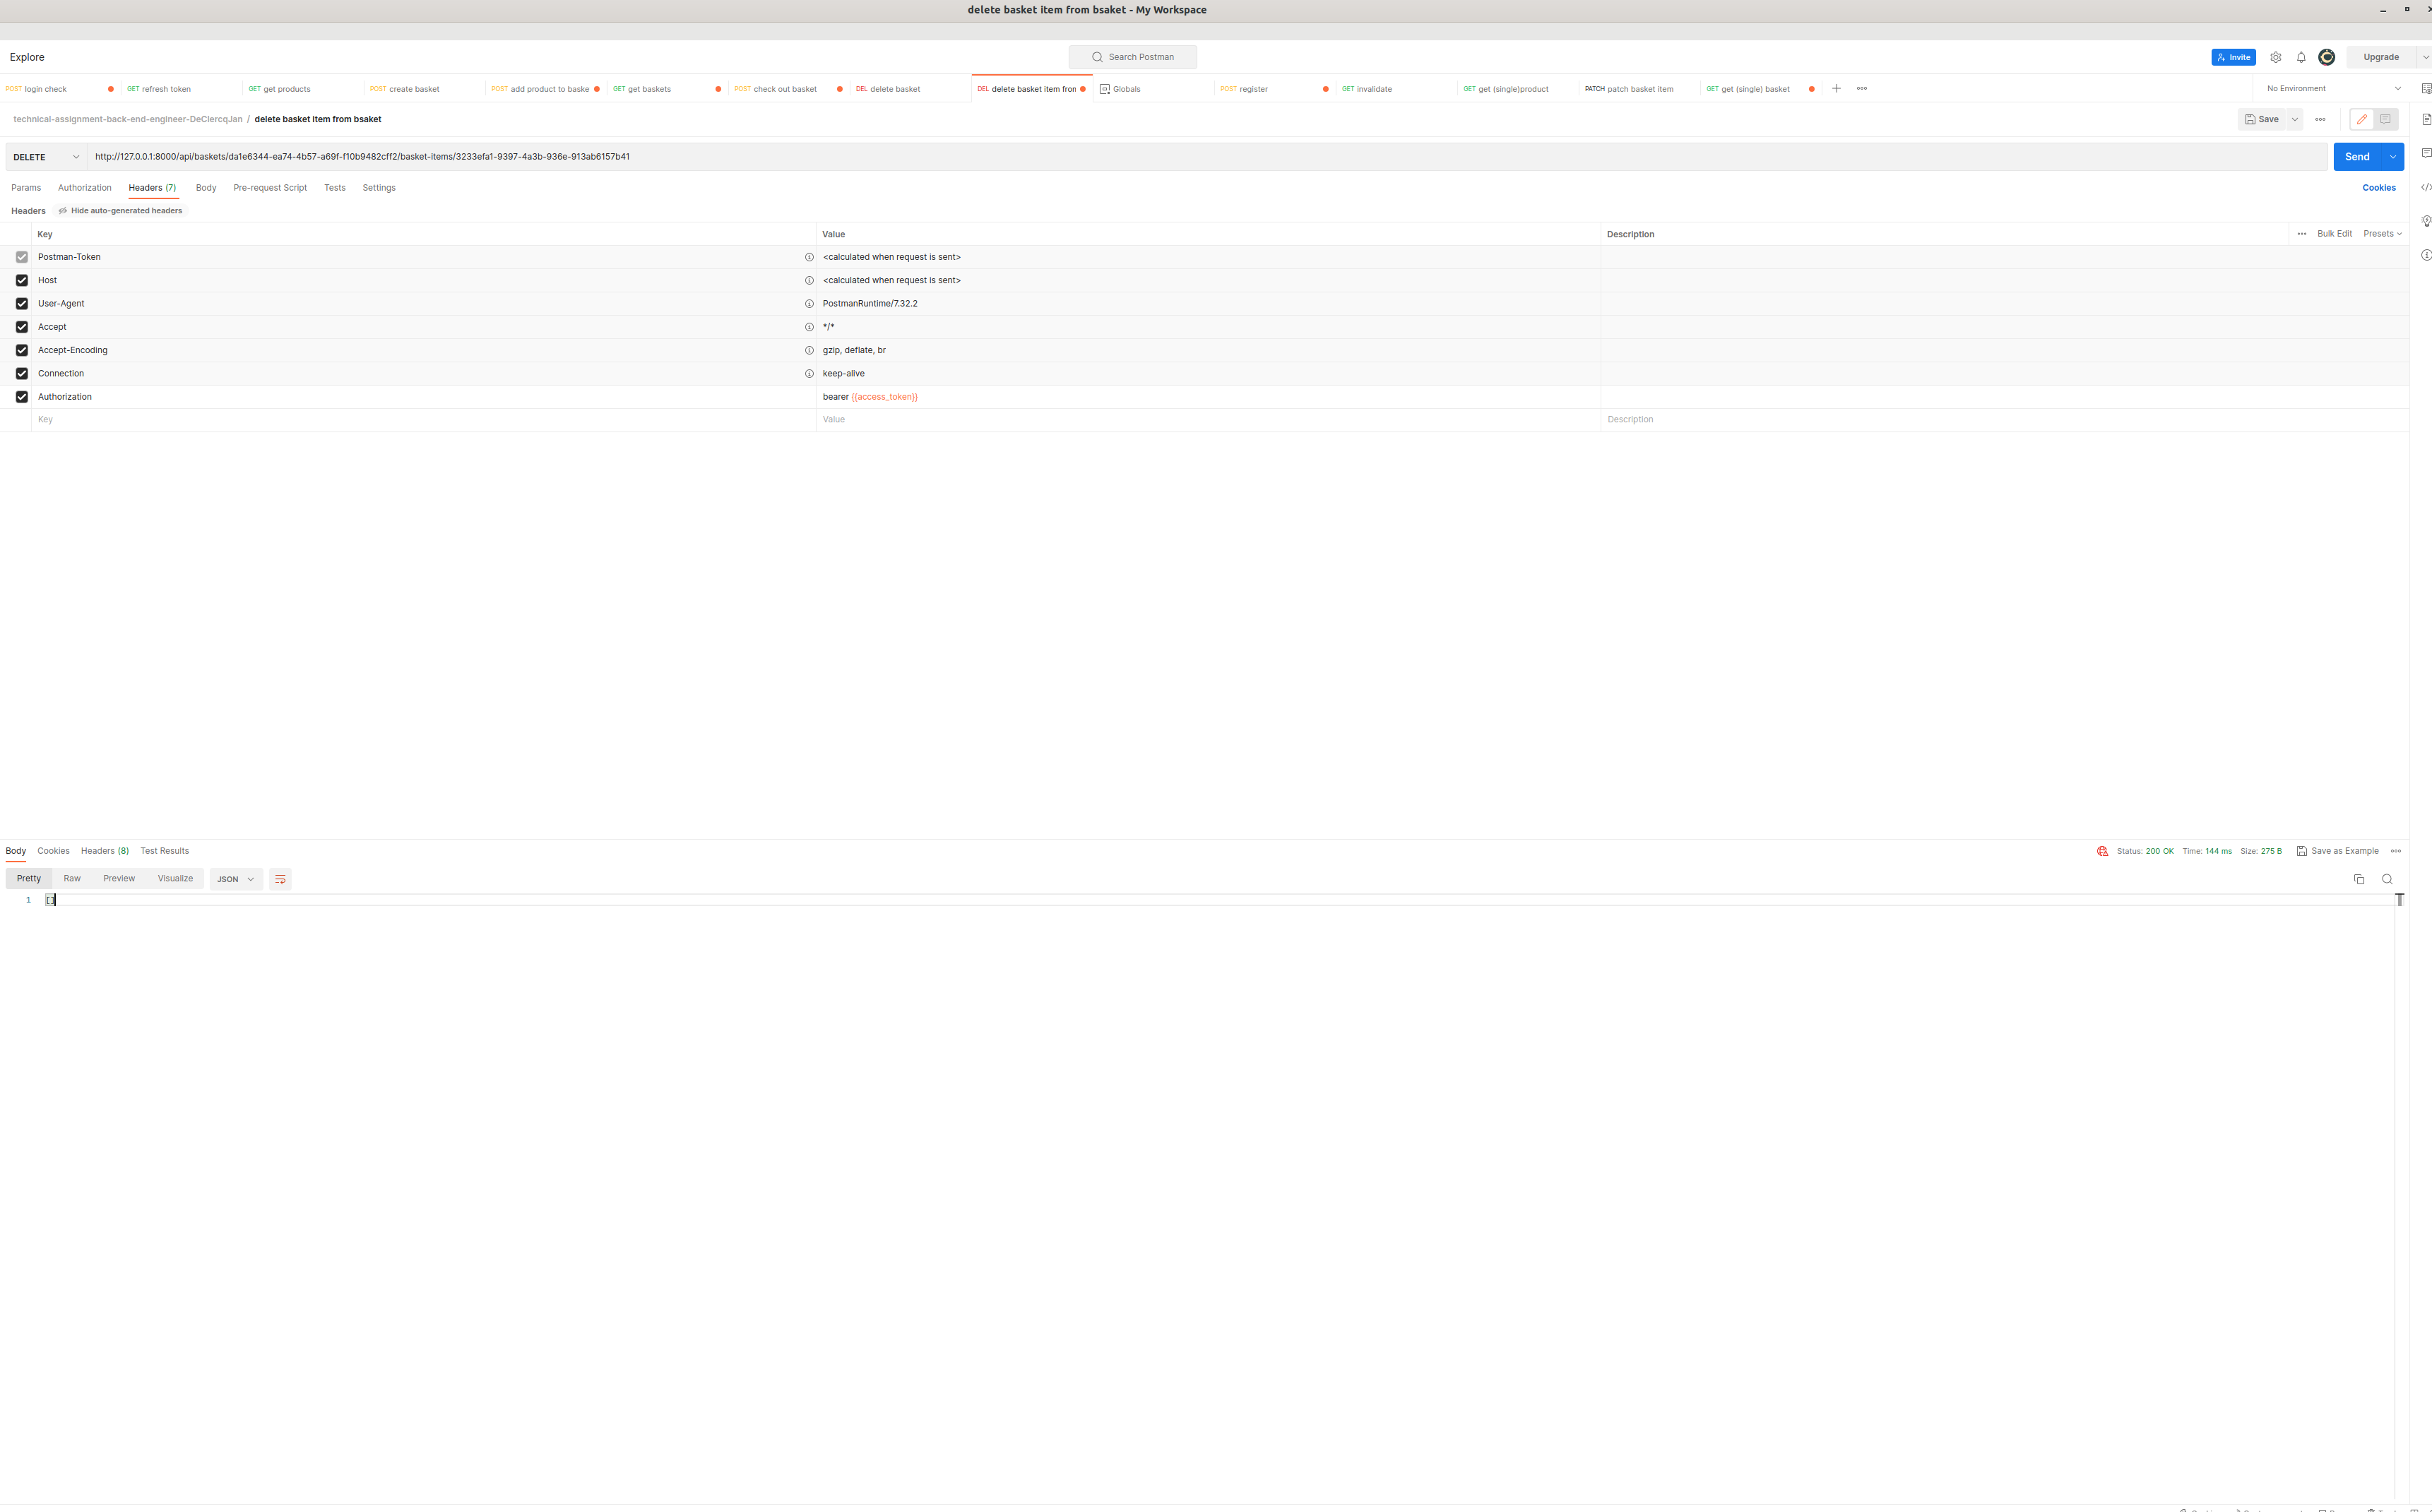 delete basket item from bsaket - My Workspace
Explore
Search Postman
Invite
Upgrade
POST login check
GET refresh token
GET get products
POST create basket
POST add product to baske
GET get baskets
POST check out basket
DEL delete basket
DEL delete basket item fron
Globals
POST register
GET invalidate
GET get (single)product
PATCH patch basket item
GET get (single) basket
No Environment
technical-assignment-back-end-engineer-DeClercqJan / delete basket item from bsaket
Save
DELETE http://127.0.0.1:8000/api/baskets/da1e6344-ea74-4b57-a69f-f10b9482cff2/basket-items/3233efa1-9397-4a3b-936e-913ab6157b41
Send
Params Authorization Headers (7) Body Pre-request Script Tests Settings
Cookies
Headers Hide auto-generated headers
Key Value Description ••• Bulk Edit Presets
Postman-Token <calculated when request is sent>
Host <calculated when request is sent>
User-Agent PostmanRuntime/7.32.2
Accept */*
Accept-Encoding gzip, deflate, br
Connection keep-alive
Authorization bearer {{access_token}}
Key Value Description
Body Cookies Headers (8) Test Results
Status: 200 OK Time: 144 ms Size: 275 B Save as Example
Pretty Raw Preview Visualize JSON
1 []